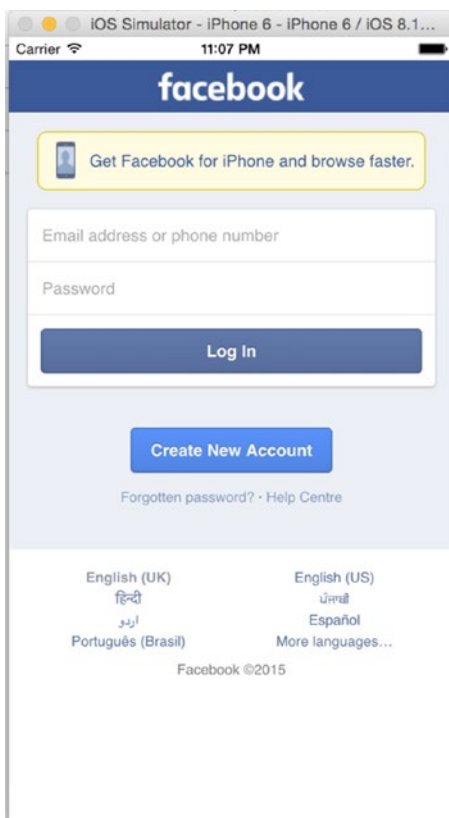 iOS Simulator - iPhone 6 - iPhone 6 / iOS 8.1...
Carrier 11:07 PM
facebook
Get Facebook for iPhone and browse faster.
Email address or phone number
Password
Log In
Create New Account
Forgotten password? · Help Centre
English (UK) English (US)
हिन्दी ਪੰਜਾਬੀ
اردو Español
Português (Brasil) More languages...
Facebook ©2015